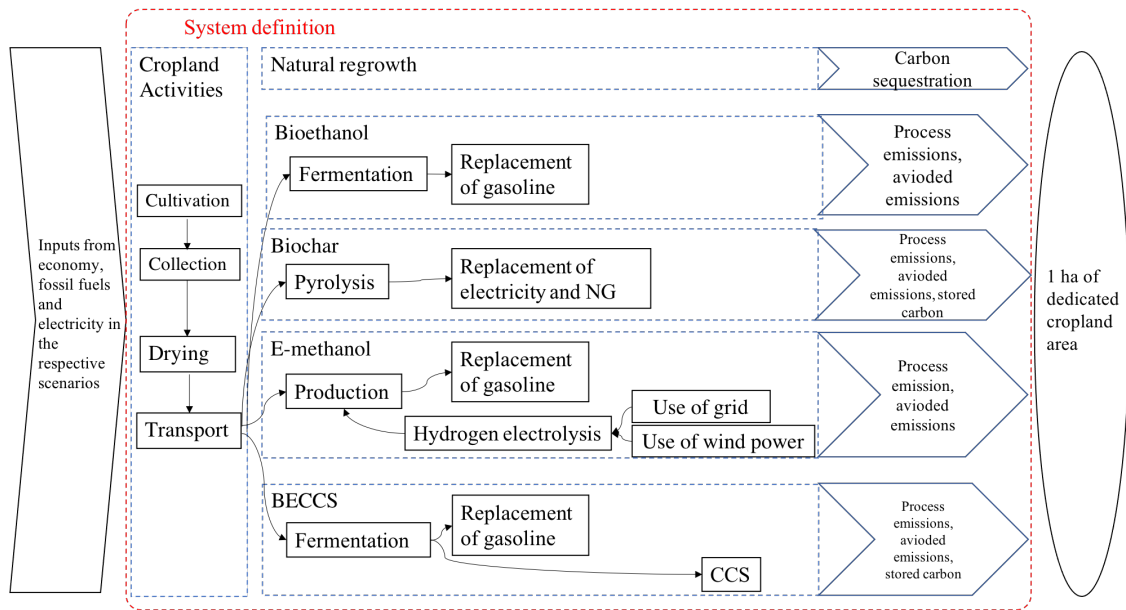 System definition
Inputs from
economy,
fossil fuels
and
electricity in
the
respective
scenarios
Cropland
Activities
Cultivation
Collection
Drying
Transport
Natural regrowth
Carbon
sequestration
Bioethanol
Fermentation
Replacement
of gasoline
Process
emissions,
avioded
emissions
Biochar
Pyrolysis
Replacement of
electricity and NG
Process
emissions,
avioded
emissions, stored
carbon
E-methanol
Production
Replacement
of gasoline
Hydrogen electrolysis
Use of grid
Use of wind power
Process
emission,
avioded
emissions
BECCS
Fermentation
Replacement
of gasoline
CCS
Process
emissions,
avioded
emissions,
stored carbon
1 ha of
dedicated
cropland
area